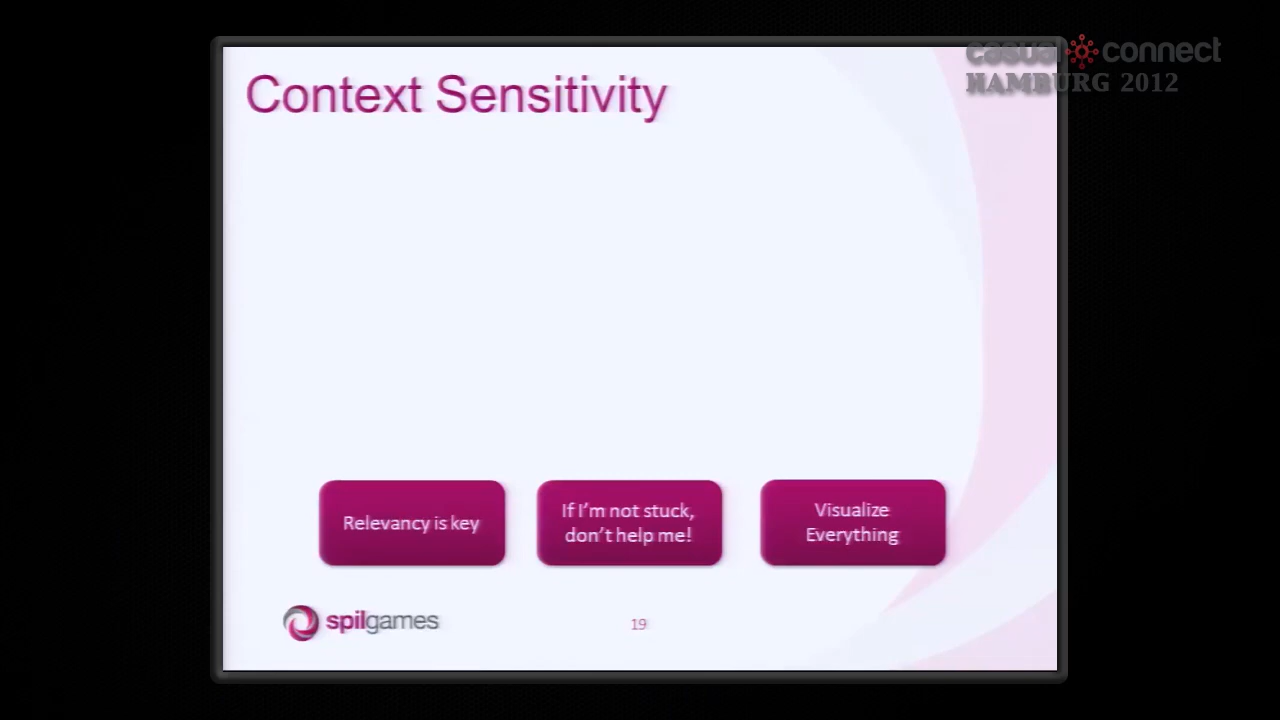 casual connect
HAMBURG 2012
Context Sensitivity
Relevancy is key
If I'm not stuck,
don't help me!
Visualize
Everything
spilgames
19